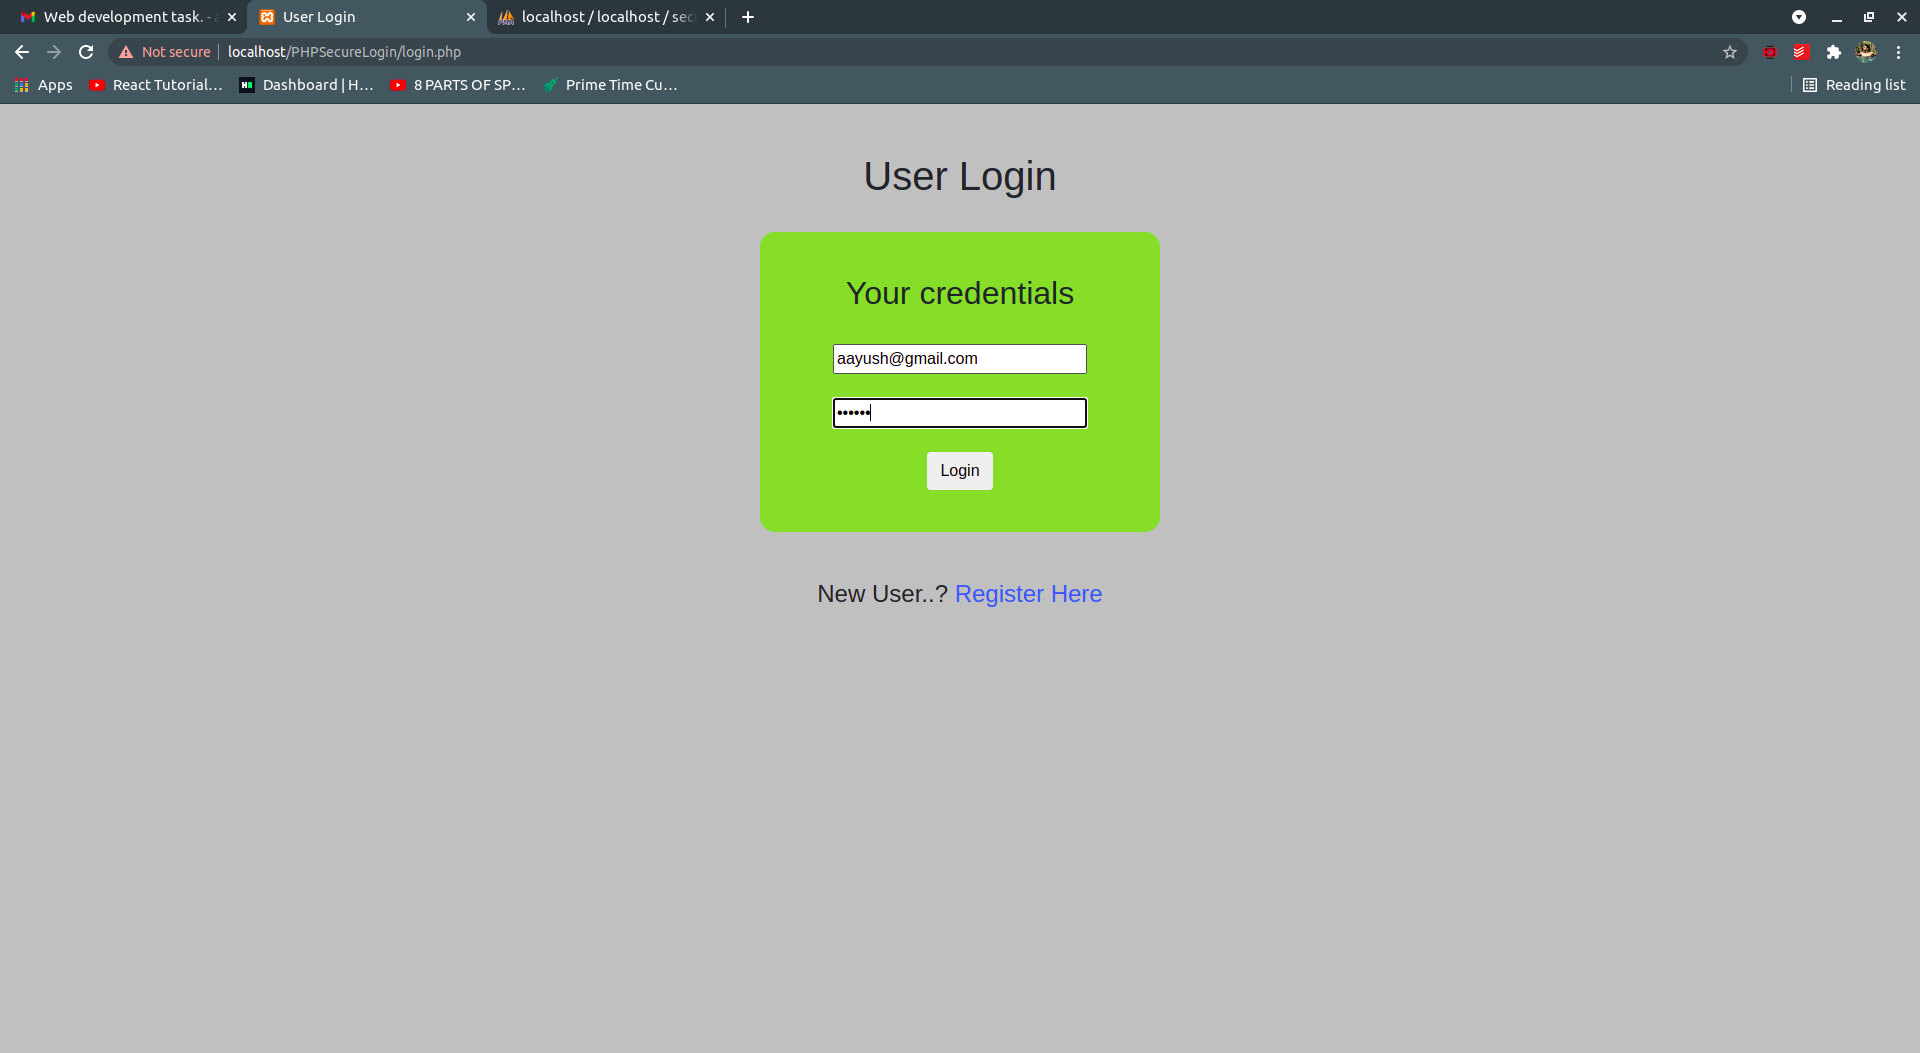 Web development task. - a
User Login
localhost / localhost / sec
Not secure
localhost/PHPSecureLogin/login.php
Apps
React Tutorial...
Dashboard | H...
8 PARTS OF SP...
Prime Time Cu...
Reading list
User Login
Your credentials
aayush@gmail.com
••••••
Login
New User..? Register Here